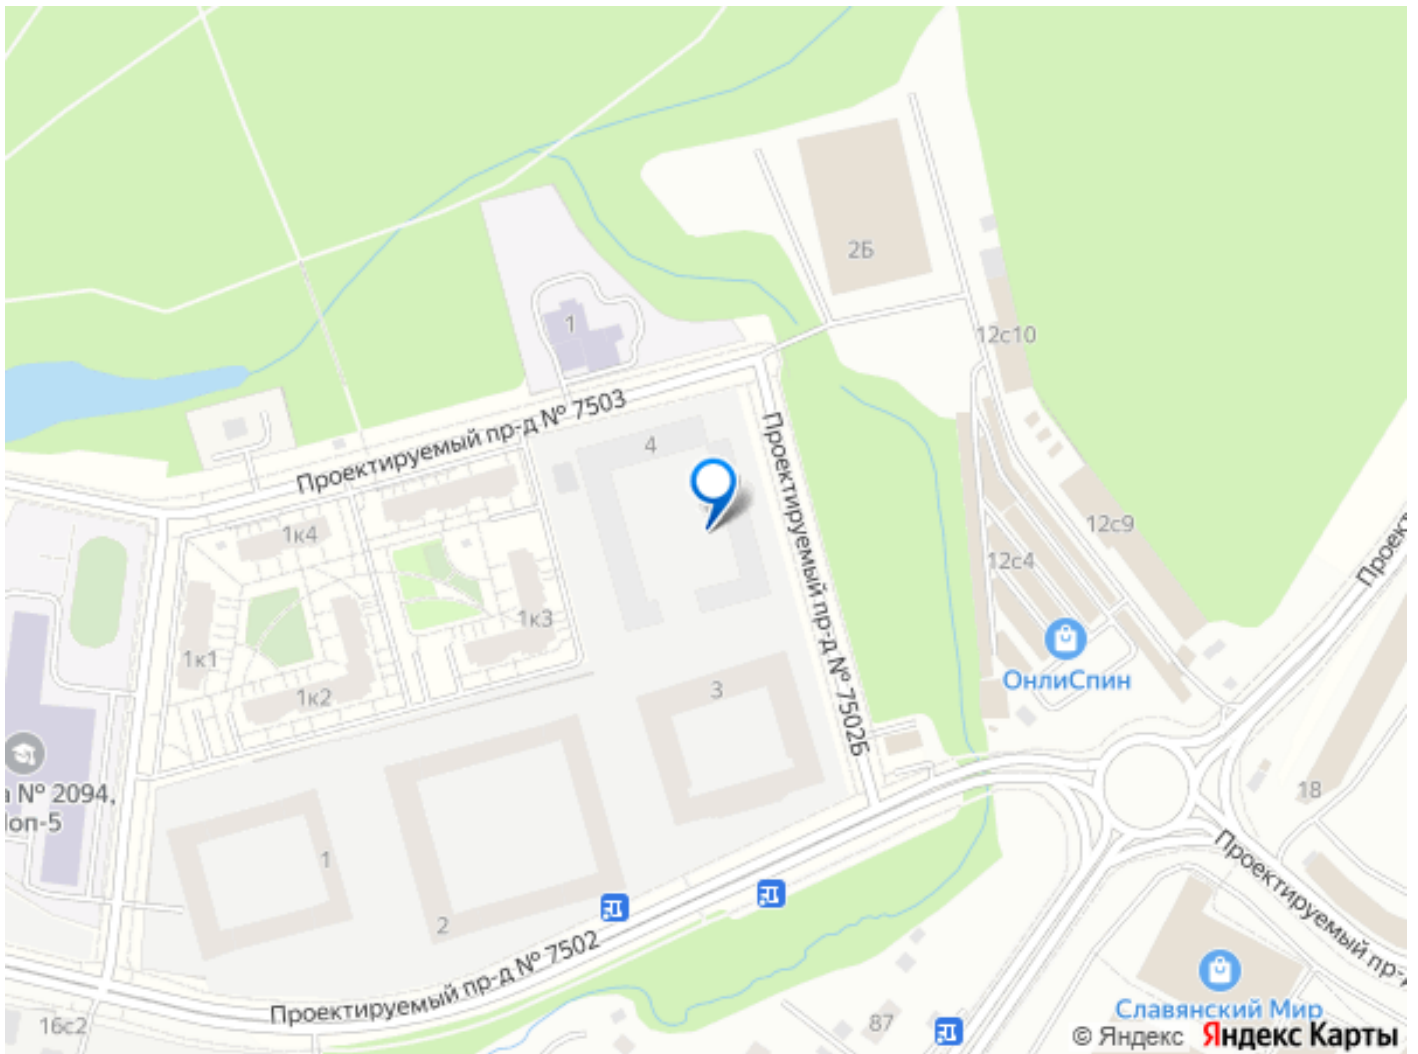 2Б
12с10
1
Проектируемый пр-д № 7503
4
Проектируемый пр-д № 7502Б
1к4
12с9
12с4
1к3
1к1
1к2
ОнлиСпин
3
а № 2094,
Поп-5
18
1
2
Проектируемый пр-д № 7502
Проектируемый пр-д
Славянский Мир
16с2
87
© Яндекс Яндекс Карты